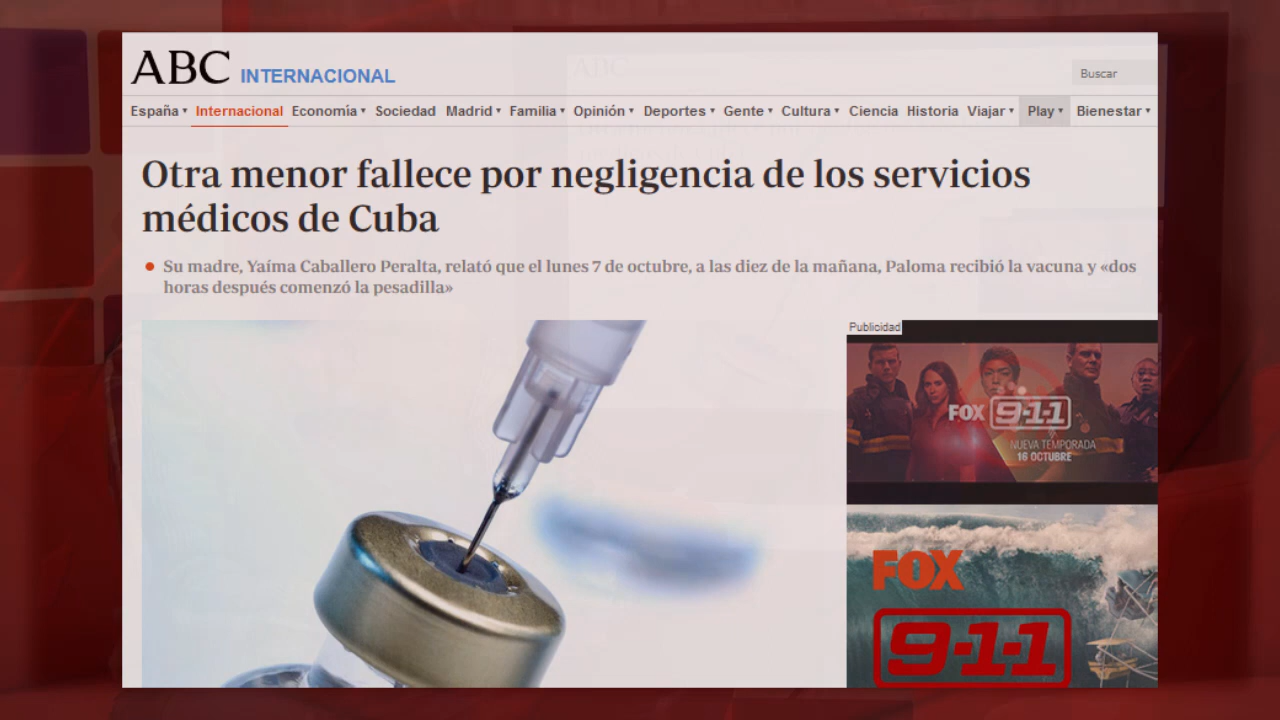 ABC INTERNACIONAL
Buscar
España Internacional Economía Sociedad Madrid Familia Opinión Deportes Gente Cultura Ciencia Historia Viajar Play Bienestar
Otra menor fallece por negligencia de los servicios
médicos de Cuba
Su madre, Yaíma Caballero Peralta, relató que el lunes 7 de octubre, a las diez de la mañana, Paloma recibió la vacuna y «dos
horas después comenzó la pesadilla»
Publicidad
FOX 9-1-1
NUEVA TEMPORADA
16 OCTUBRE
FOX
9-1-1